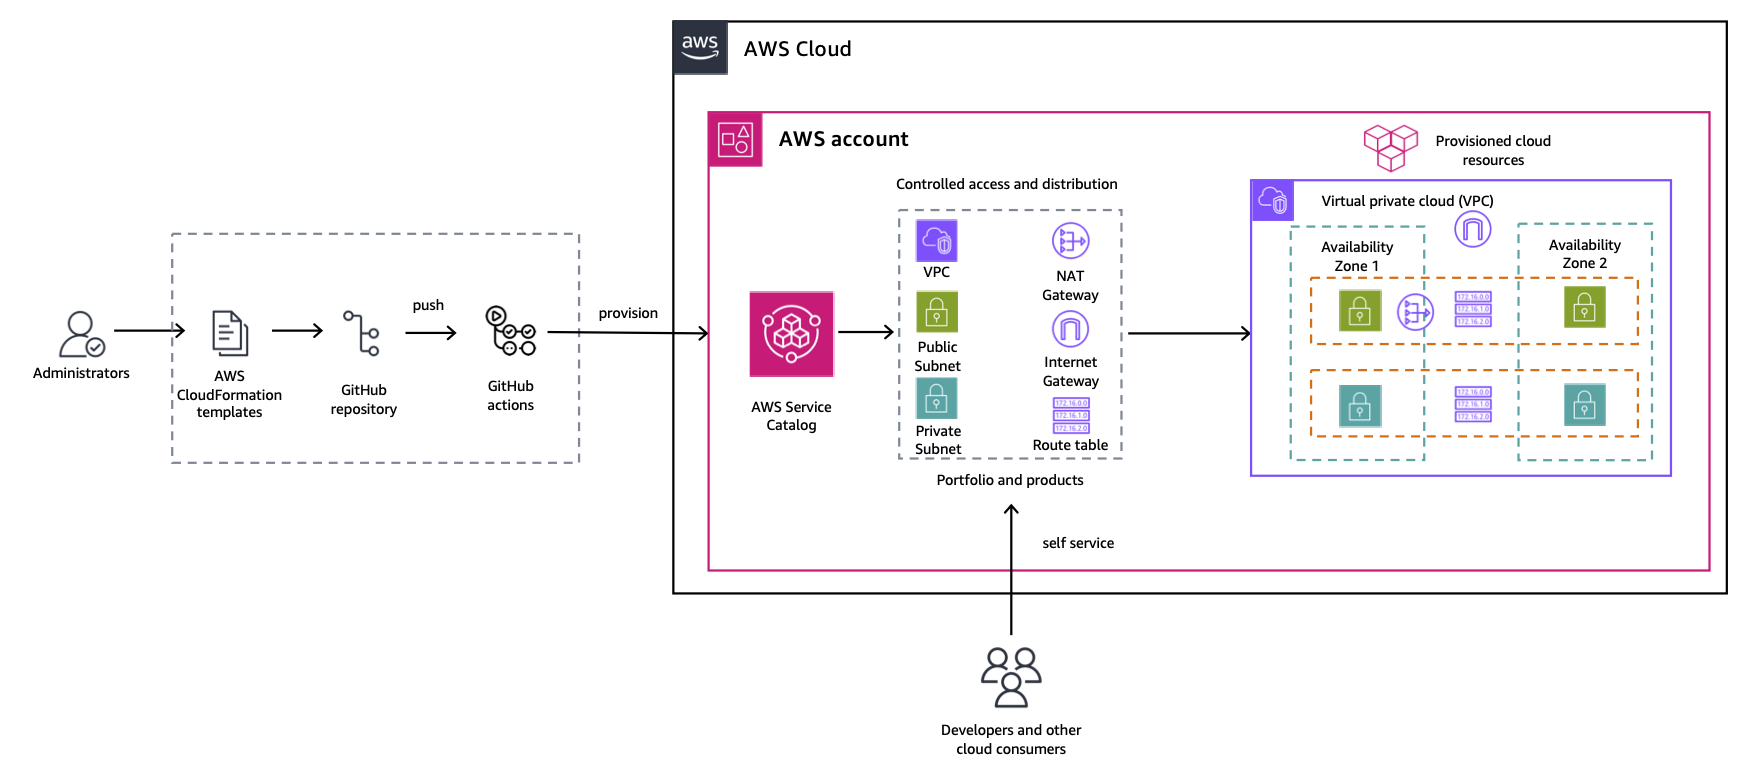 aws
AWS Cloud
AWS account
Provisioned cloud
resources
Controlled access and distribution
Virtual private cloud (VPC)
Availability
Zone 1
Availability
Zone 2
VPC
NAT
Gateway
172.16.0.0
172.16.1.0
172.16.2.0
push
provision
Public
Subnet
Internet
Gateway
Administrators
AWS
CloudFormation
templates
GitHub
repository
GitHub
actions
AWS Service
Catalog
172.16.0.0
172.16.1.0
172.16.2.0
172.16.0.0
172.16.1.0
172.16.2.0
Private
Subnet
Route table
Portfolio and products
self service
Developers and other
cloud consumers